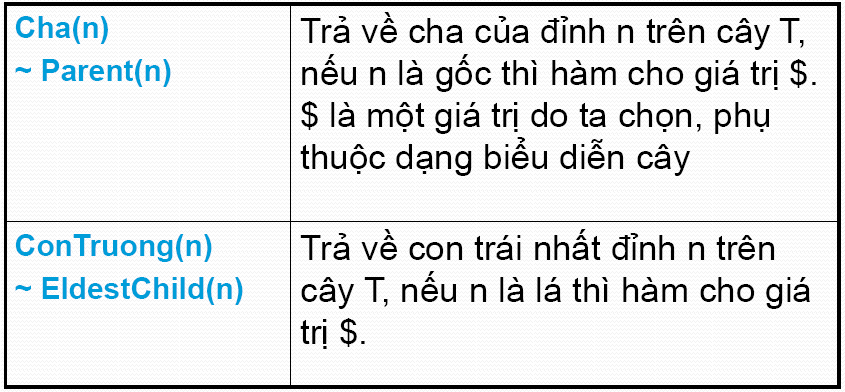 Cha(n)
~ Parent(n)
Trả về cha của đỉnh n trên cây T,
nếu n là gốc thì hàm cho giá trị $.
$ là một giá trị do ta chọn, phụ
thuộc dạng biểu diễn cây
ConTruong(n)
~ EldestChild(n)
Trả về con trái nhất đỉnh n trên
cây T, nếu n là lá thì hàm cho giá
trị $.